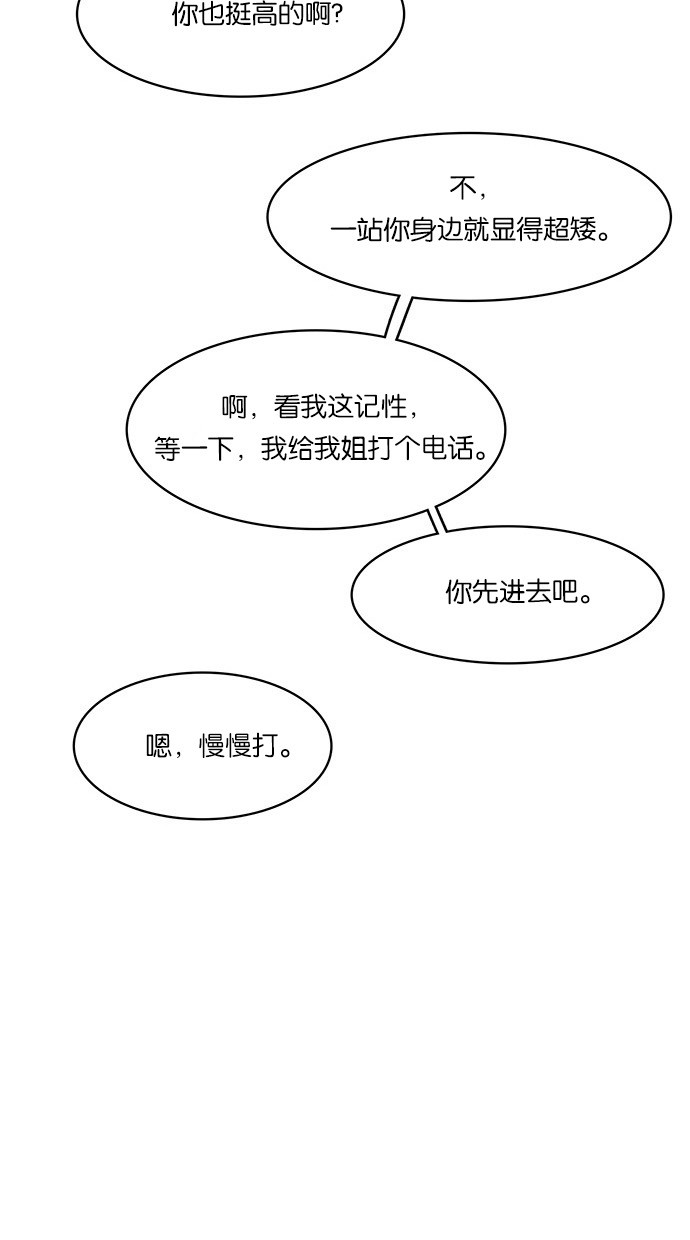 你也挺高的啊?
不，
一站你身边就显得超矮。
啊，看我这记性，
等一下，我给我姐打个电话。
你先进去吧。
嗯，慢慢打。